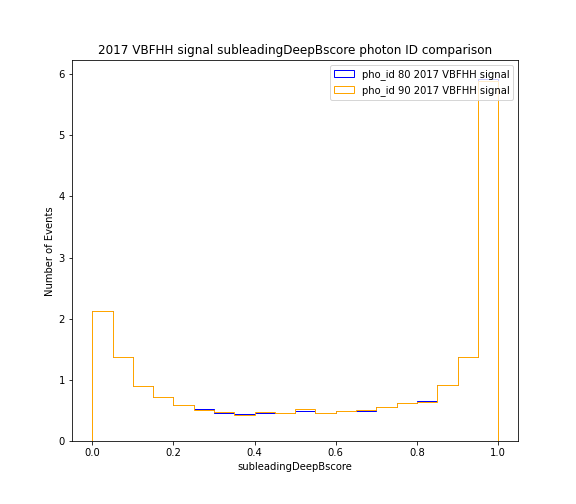 2017 VBFHH signal subleadingDeepBscore photon ID comparison
pho_id 80 2017 VBFHH signal
pho_id 90 2017 VBFHH signal
6
5
4
3
2
1
0
Number of Events
0.0 0.2 0.4 0.6 0.8 1.0
subleadingDeepBscore